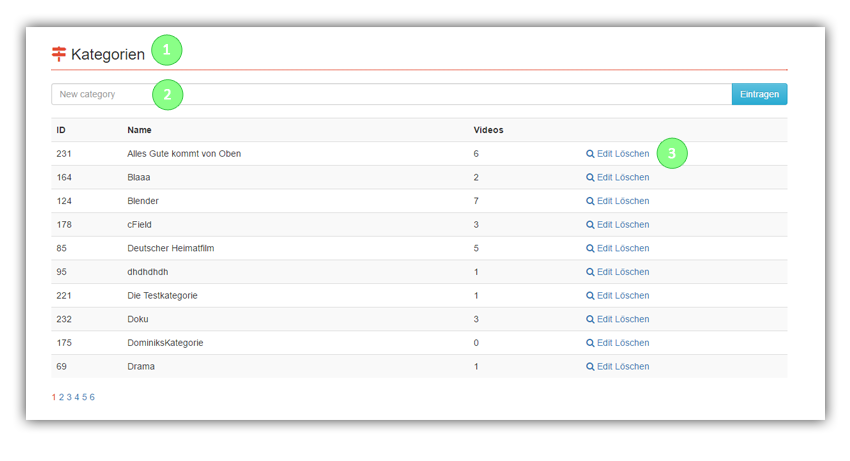 Kategorien 1
New category 2 Eintragen
ID Name Videos
231 Alles Gute kommt von Oben 6 Edit Löschen 3
164 Blaaa 2 Edit Löschen
124 Blender 7 Edit Löschen
178 cField 3 Edit Löschen
85 Deutscher Heimatfilm 5 Edit Löschen
95 dhdhdhdh 1 Edit Löschen
221 Die Testkategorie 1 Edit Löschen
232 Doku 3 Edit Löschen
175 DominiksKategorie 0 Edit Löschen
69 Drama 1 Edit Löschen
1 2 3 4 5 6